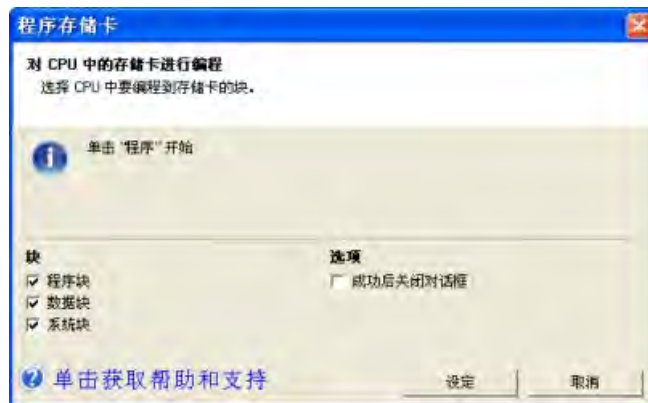 程序存储卡
对 CPU 中的存储卡进行编程
选择 CPU 中要编程到存储卡的块。
单击 "程序" 开始
块
程序块
数据块
系统块
选项
成功后关闭对话框
单击获取帮助和支持
设定
取消